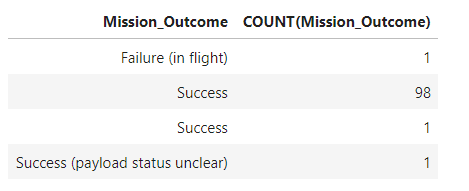 Mission_Outcome COUNT(Mission_Outcome)
Failure (in flight) 1
Success 98
Success 1
Success (payload status unclear) 1